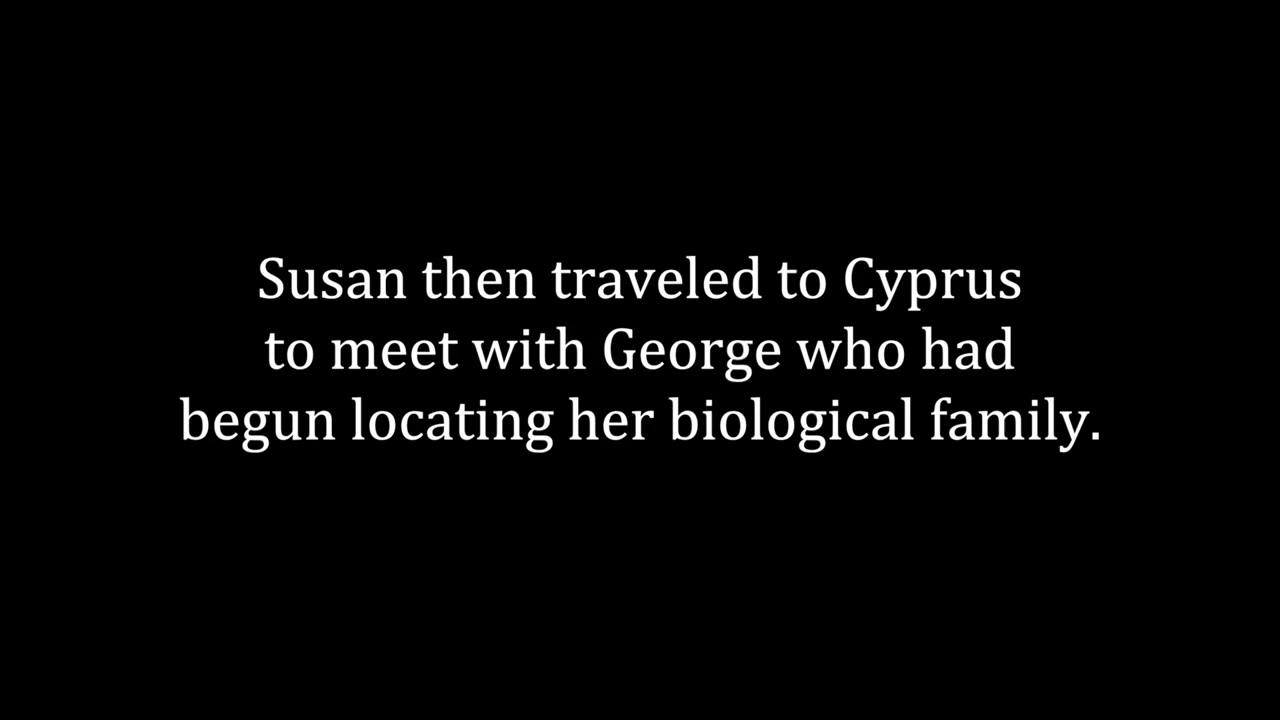 Susan then traveled to Cyprus
to meet with George who had
begun locating her biological family.